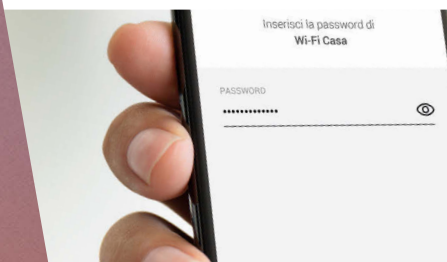 Inserisci la password di
Wi-Fi Casa
PASSWORD
•••••••••••••